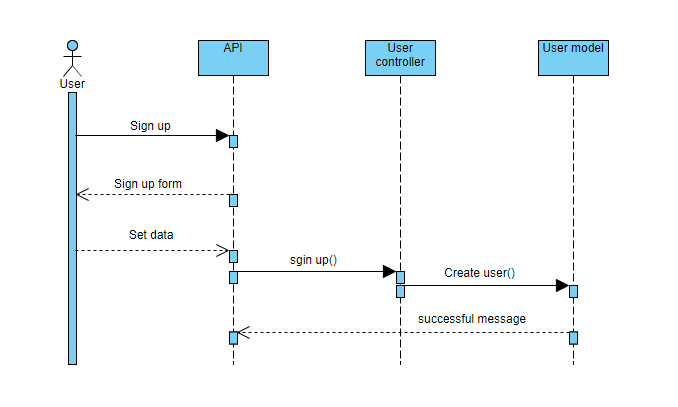 API
User
controller
User model
User
Sign up
Sign up form
Set data
sgin up()
Create user()
successful message